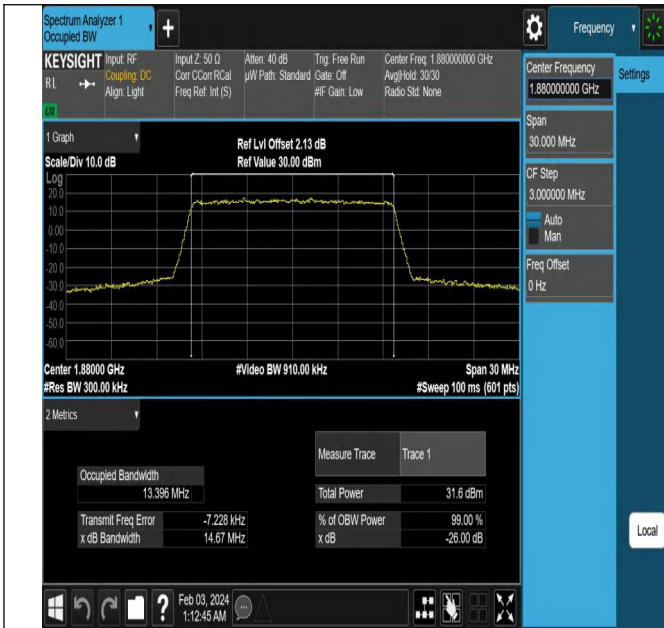 Spectrum Analyzer 1
Occupied BW
+
Frequency
KEYSIGHT
RL
LXI
Input: RF
Coupling: DC
Align: Light
Input Z: 50 Ω
Corr CCorr RCal
Freq Ref: Int (S)
Atten: 40 dB
µW Path: Standard
Trig: Free Run
Gate: Off
#IF Gain: Low
Center Freq: 1.880000000 GHz
Avg|Hold: 30/30
Radio Std: None
Center Frequency
1.880000000 GHz
Settings
Span
30.000 MHz
CF Step
3.000000 MHz
Auto
Man
Freq Offset
0 Hz
Local
1 Graph
Scale/Div 10.0 dB
Ref Lvl Offset 2.13 dB
Ref Value 30.00 dBm
Log
20.0
10.0
0.00
-10.0
-20.0
-30.0
-40.0
-50.0
-60.0
Center 1.88000 GHz
#Video BW 910.00 kHz
Span 30 MHz
#Res BW 300.00 kHz
#Sweep 100 ms (601 pts)
2 Metrics
Measure Trace Trace 1
Occupied Bandwidth
13.396 MHz
Total Power 31.6 dBm
Transmit Freq Error -7.228 kHz
% of OBW Power 99.00 %
x dB Bandwidth 14.67 MHz
x dB -26.00 dB
?
Feb 03, 2024
1:12:45 AM